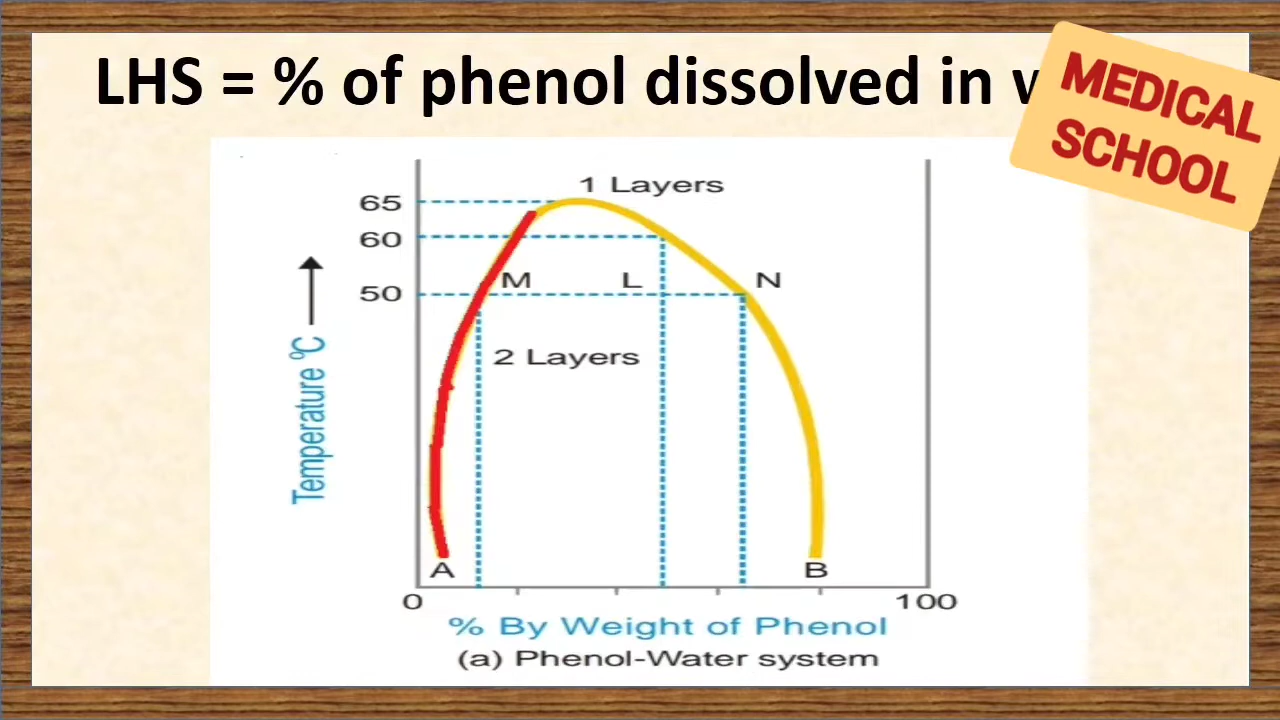 LHS = % of phenol dissolved in
MEDICAL
SCHOOL
1 Layers
65
60
50
M L N
2 Layers
Temperature °C
A B
0 100
% By Weight of Phenol
(a) Phenol-Water system